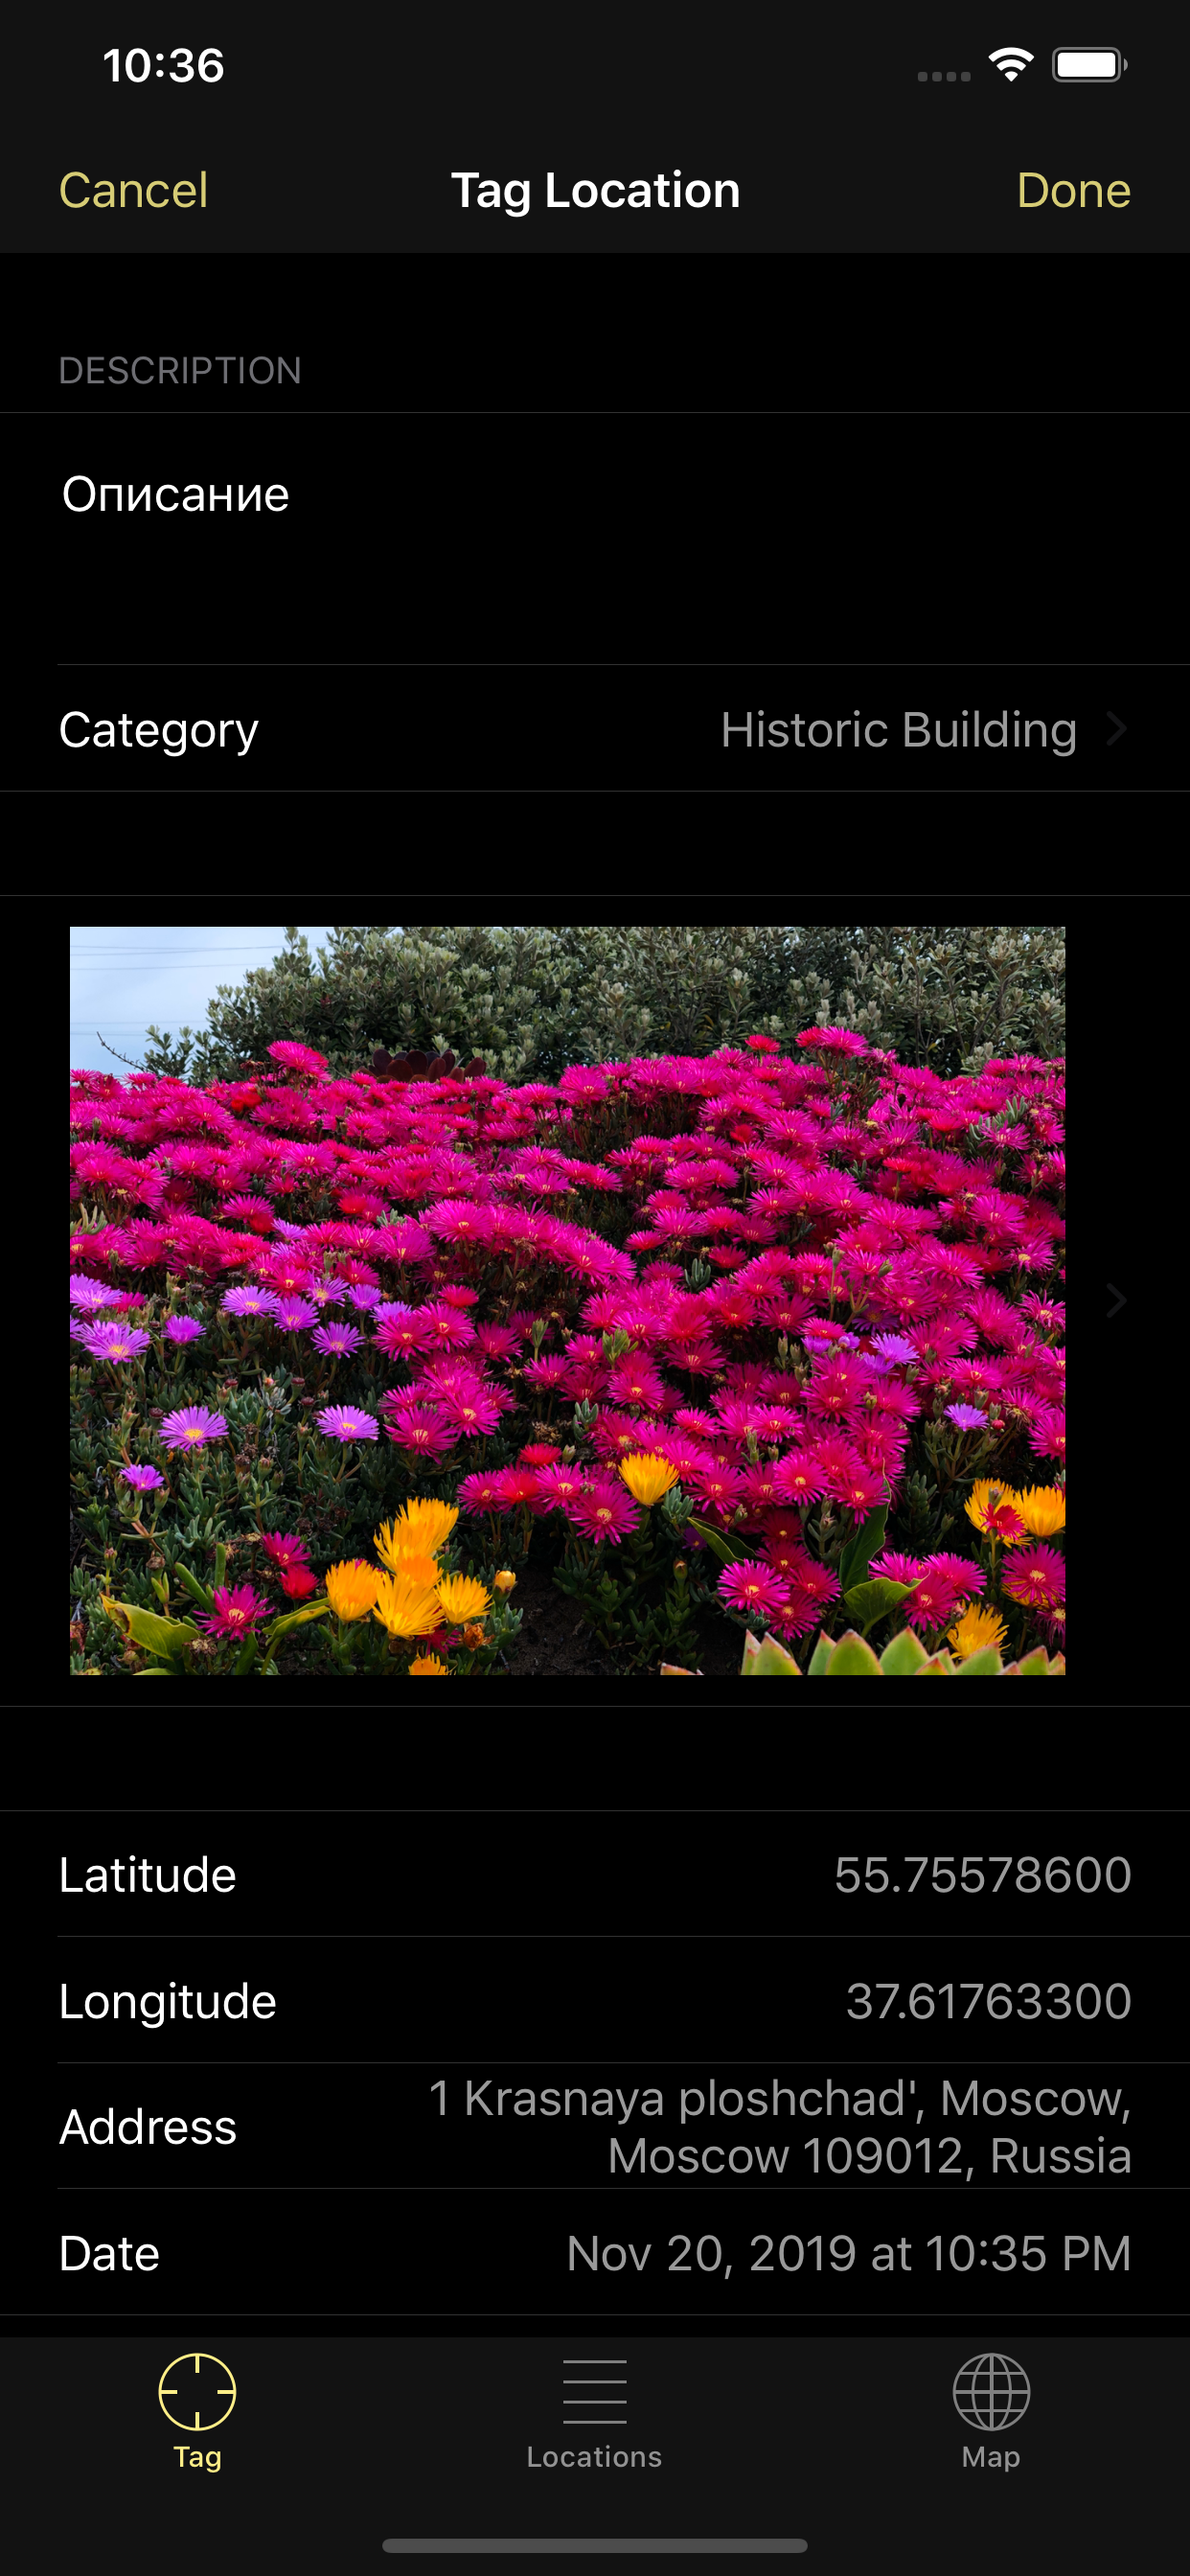 10:36
Cancel
Tag Location
Done
DESCRIPTION
Описание
Category
Historic Building
Latitude
55.75578600
Longitude
37.61763300
Address
1 Krasnaya ploshchad', Moscow,
Moscow 109012, Russia
Date
Nov 20, 2019 at 10:35 PM
Tag
Locations
Map